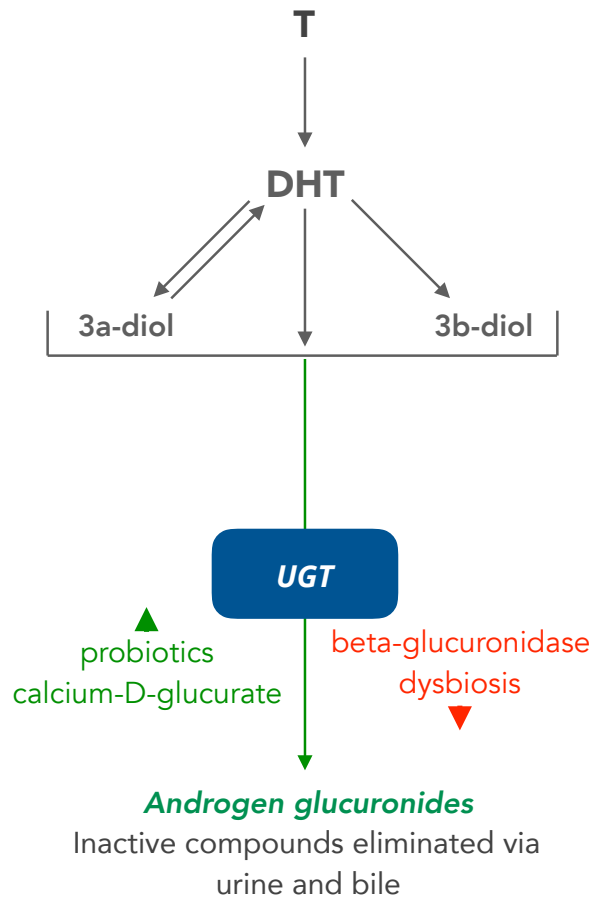 T
DHT
3a-diol
3b-diol
UGT
probiotics
calcium-D-glucurate
beta-glucuronidase
dysbiosis
Androgen glucuronides
Inactive compounds eliminated via
urine and bile